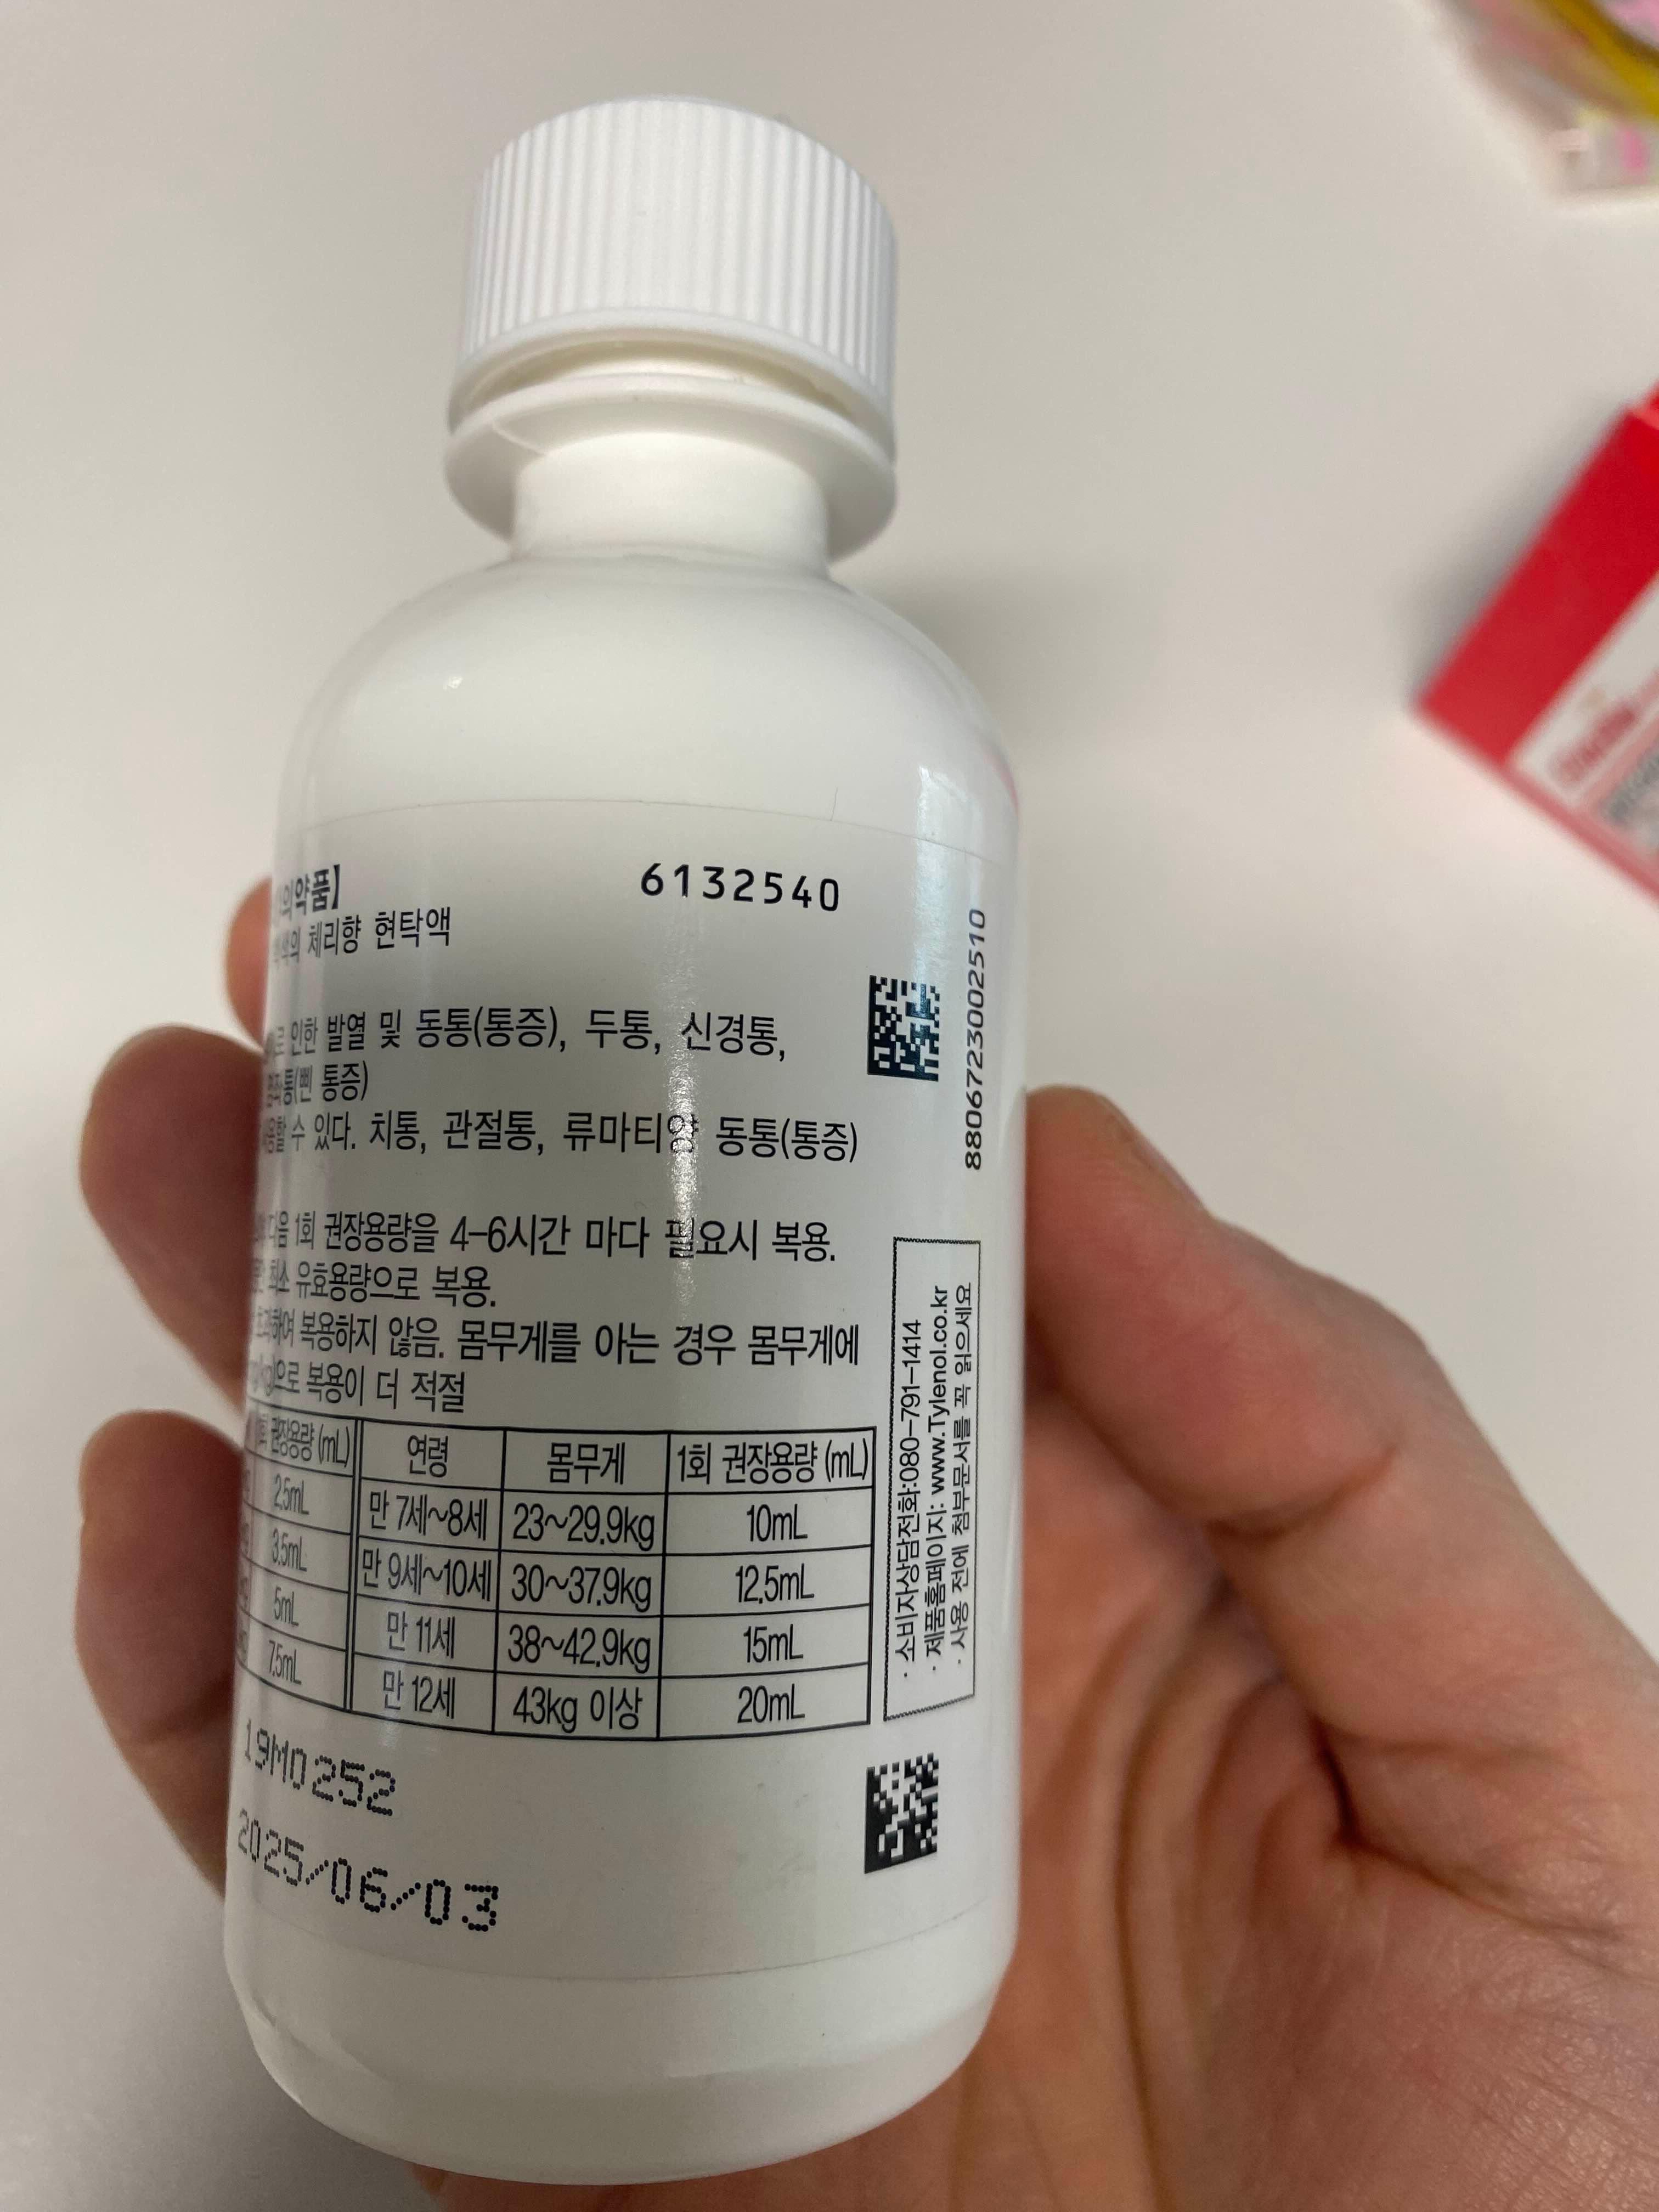 의약품】
6132540
체리향 현탁액
8806723002510
인한 발열 및 동통(통증), 두통, 신경통,
(삔 통증)
수 있다. 치통, 관절통, 류마티양 동통(통증)
다음 1회 권장용량을 4-6시간 마다 필요시 복용.
최소 유효용량으로 복용.
초과하여 복용하지 않음. 몸무게를 아는 경우 몸무게에
으로 복용이 더 적절
권장용량 (mL) 연령 몸무게 1회 권장용량 (mL)
2.5mL 만 7세~8세 23~29.9kg 10mL
3.5mL 만 9세~10세 30~37.9kg 12.5mL
5mL 만 11세 38~42.9kg 15mL
7.5mL 만 12세 43kg 이상 20mL
· 소비자상담전화:080-791-1414
· 제품홈페이지: www.Tylenol.co.kr
· 사용 전에 첨부문서를 꼭 읽으세요
19M0252
2025/06/03